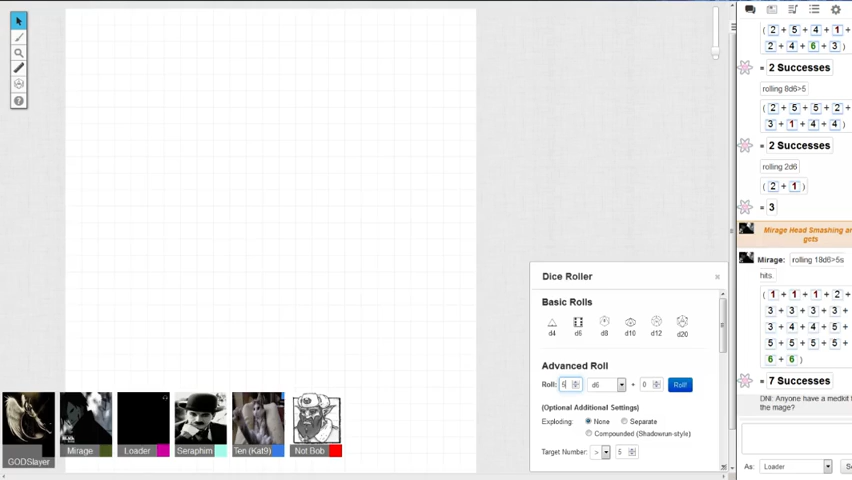 ( 2 + 5 + 4 + 1 +
2 + 4 + 6 + 3 )
= 2 Successes
rolling 8d6>5
( 2 + 5 + 5 + 2 +
3 + 1 + 4 + 4 )
= 2 Successes
rolling 2d6
( 2 + 1 )
= 3
Mirage Head Smashing an
gets
Mirage: rolling 18d6>5s
hits
( 1 + 1 + 1 + 2 +
3 + 3 + 3 + 3 +
3 + 4 + 4 + 5 +
5 + 5 + 5 + 5 +
6 + 6 )
= 7 Successes
DNI: Anyone have a medkit f
the mage?
As: Loader
Dice Roller ×
Basic Rolls
d4 d6 d8 d10 d12 d20
Advanced Roll
Roll: 5 d6 + 0 Roll!
(Optional Additional Settings)
Exploding: None Separate
Compounded (Shadowrun-style)
Target Number: > 5
GODSlayer Mirage Loader Seraphim Ten (Kat9) Not Bob